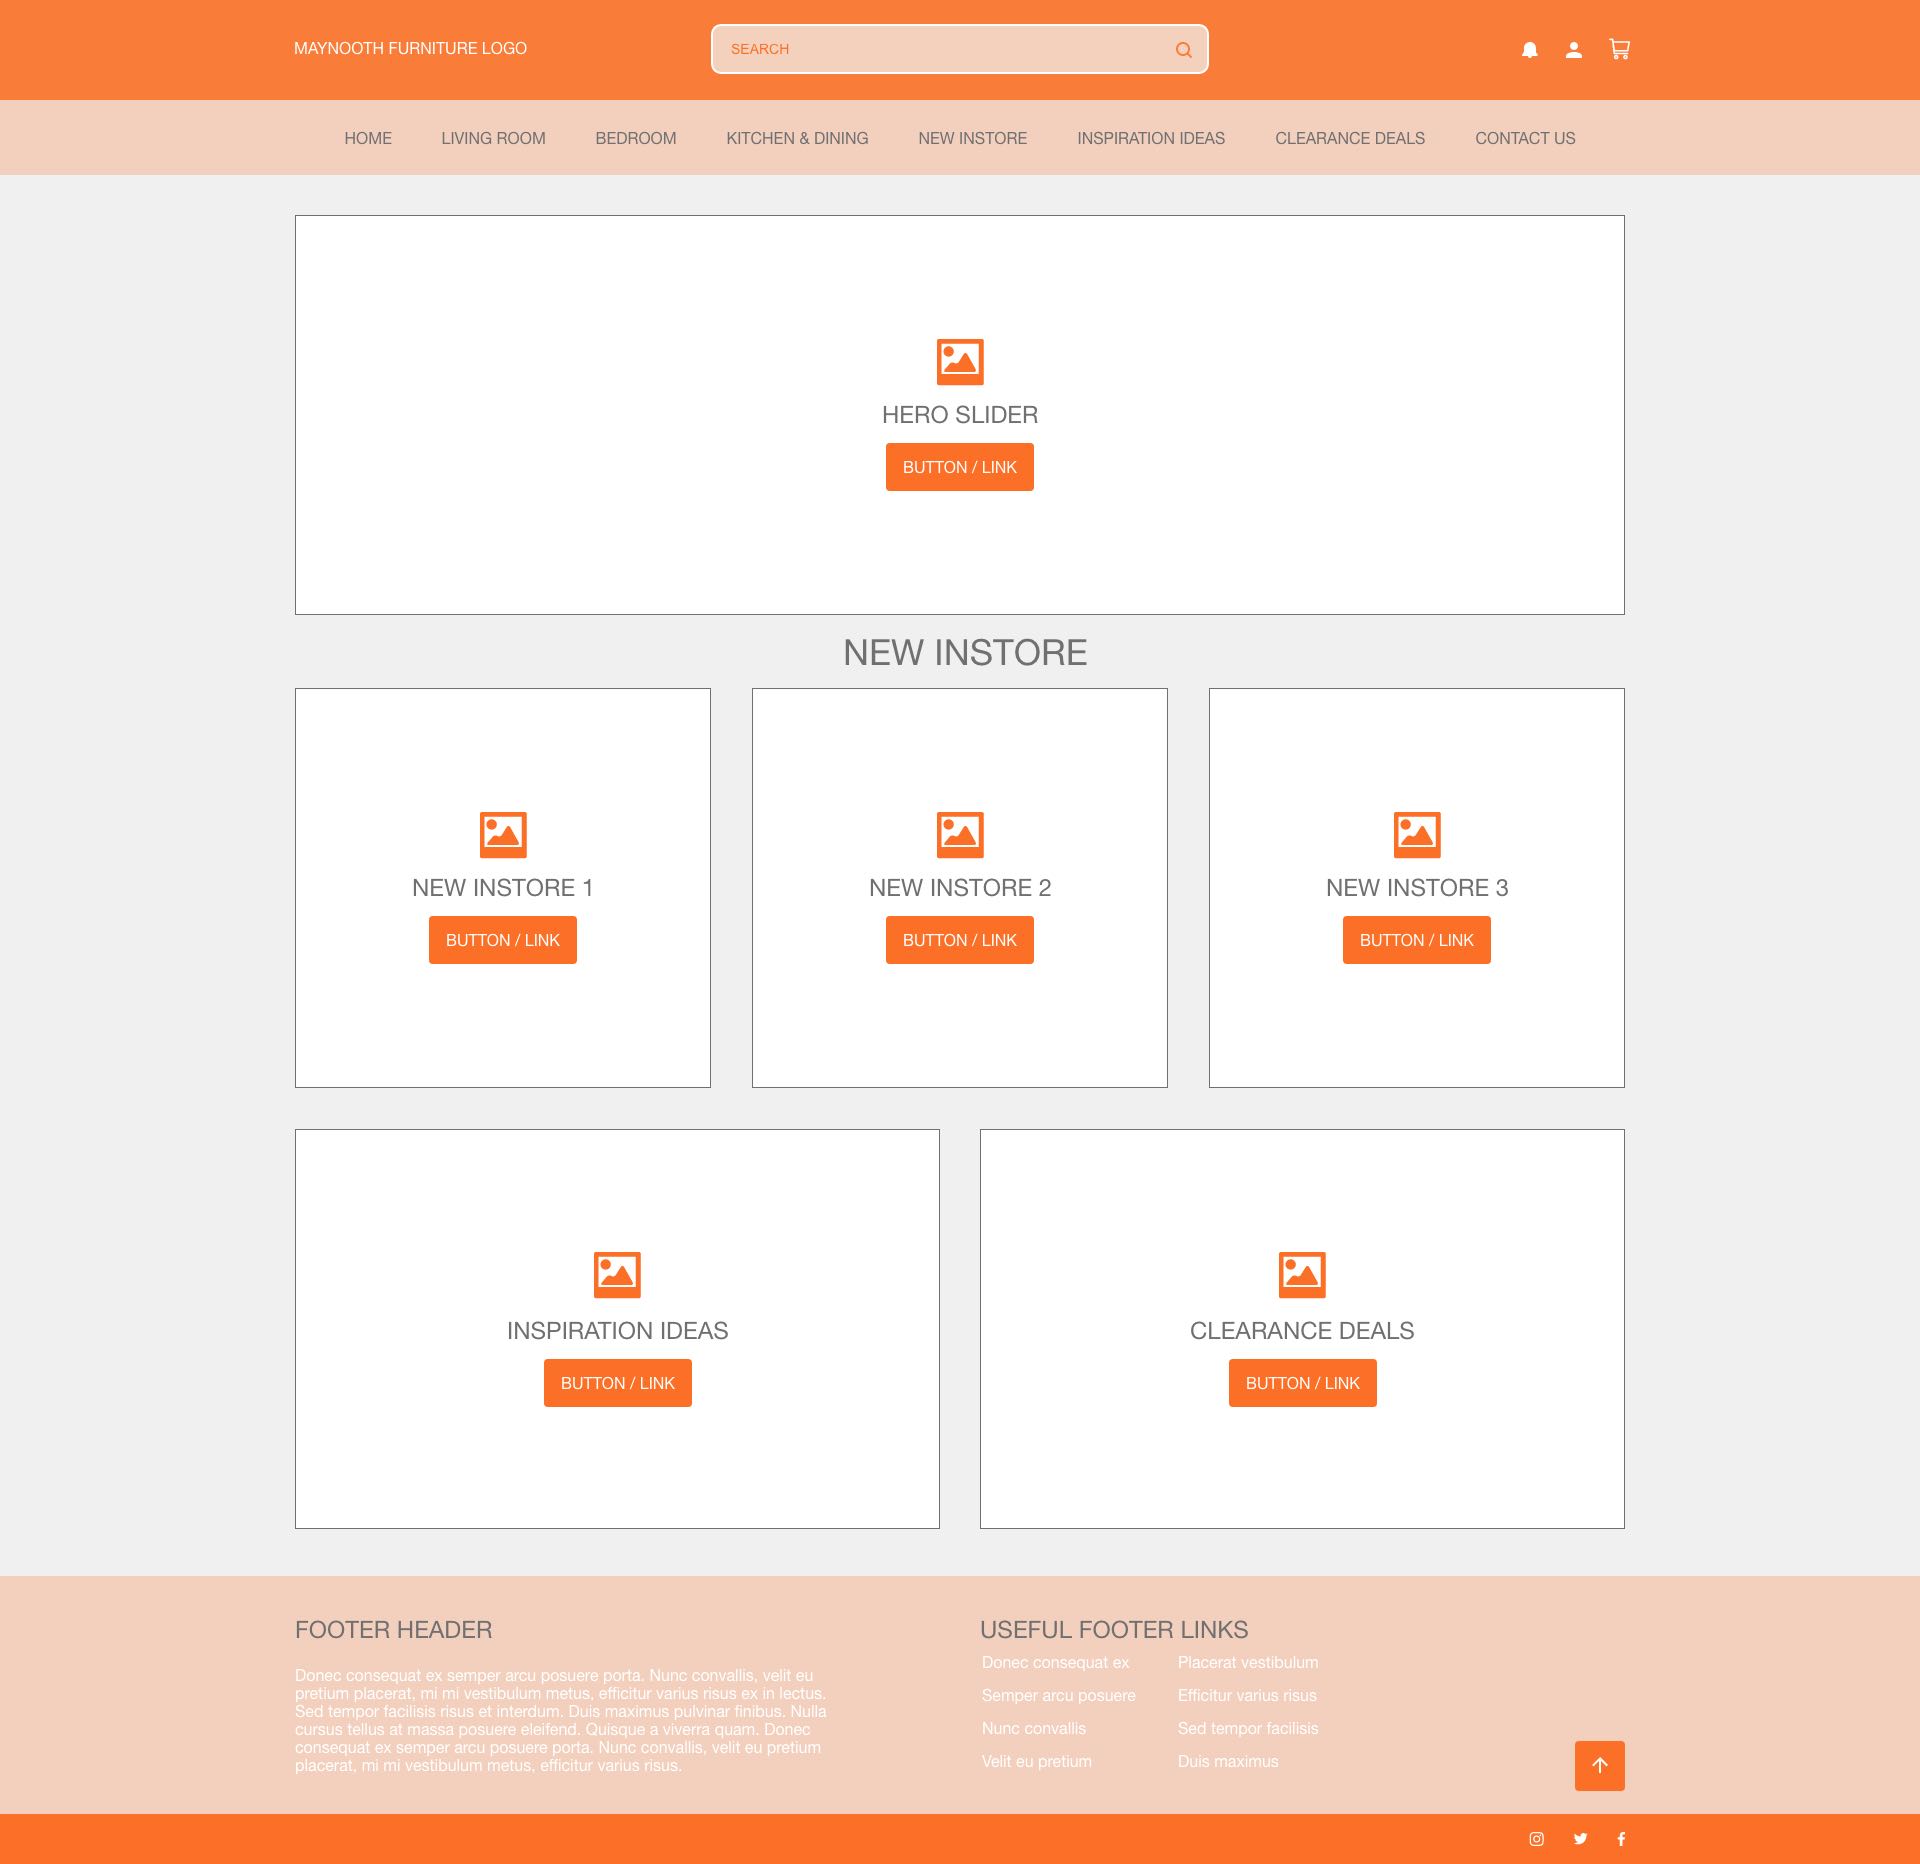 MAYNOOTH FURNITURE LOGO
SEARCH
HOME LIVING ROOM BEDROOM KITCHEN & DINING NEW INSTORE INSPIRATION IDEAS CLEARANCE DEALS CONTACT US
HERO SLIDER
BUTTON / LINK
NEW INSTORE
NEW INSTORE 1
BUTTON / LINK
NEW INSTORE 2
BUTTON / LINK
NEW INSTORE 3
BUTTON / LINK
INSPIRATION IDEAS
BUTTON / LINK
CLEARANCE DEALS
BUTTON / LINK
FOOTER HEADER
Donec consequat ex semper arcu posuere porta. Nunc convallis, velit eu
pretium placerat, mi mi vestibulum metus, efficitur varius risus ex in lectus.
Sed tempor facilisis risus et interdum. Duis maximus pulvinar finibus. Nulla
cursus tellus at massa posuere eleifend. Quisque a viverra quam. Donec
consequat ex semper arcu posuere porta. Nunc convallis, velit eu pretium
placerat, mi mi vestibulum metus, efficitur varius risus.
USEFUL FOOTER LINKS
Donec consequat ex
Semper arcu posuere
Nunc convallis
Velit eu pretium
Placerat vestibulum
Efficitur varius risus
Sed tempor facilisis
Duis maximus